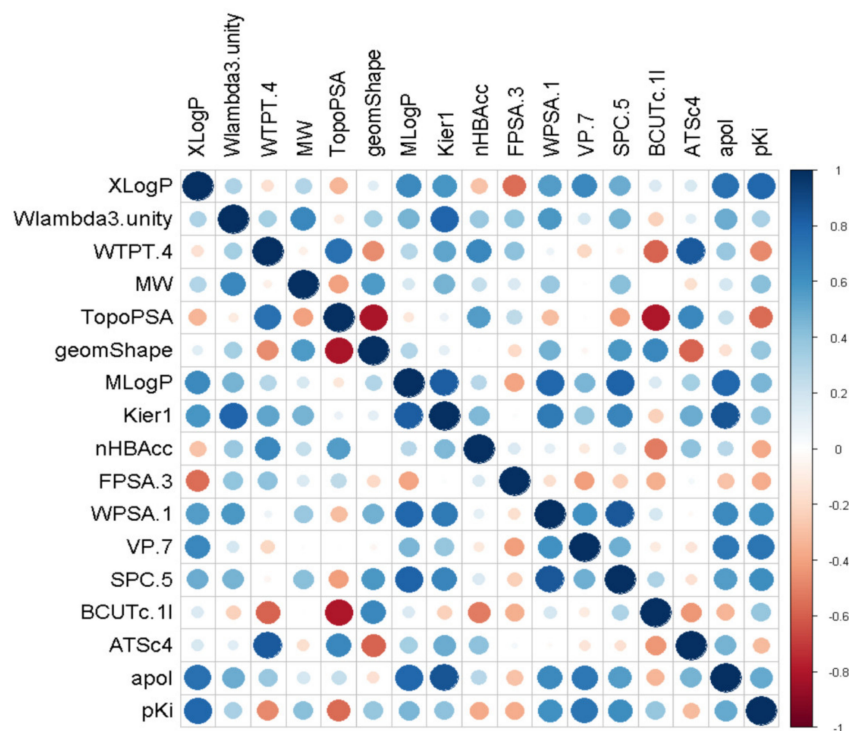 XLogP
Wlambda3.unity
WTPT.4
MW
TopoPSA
geomShape
MLogP
Kier1
nHBAcc
FPSA.3
WPSA.1
VP.7
SPC.5
BCUTc.1l
ATSc4
apol
pKi
XLogP
Wlambda3.unity
WTPT.4
MW
TopoPSA
geomShape
MLogP
Kier1
nHBAcc
FPSA.3
WPSA.1
VP.7
SPC.5
BCUTc.1l
ATSc4
apol
pKi
1
0.8
0.6
0.4
0.2
0
-0.2
-0.4
-0.6
-0.8
-1